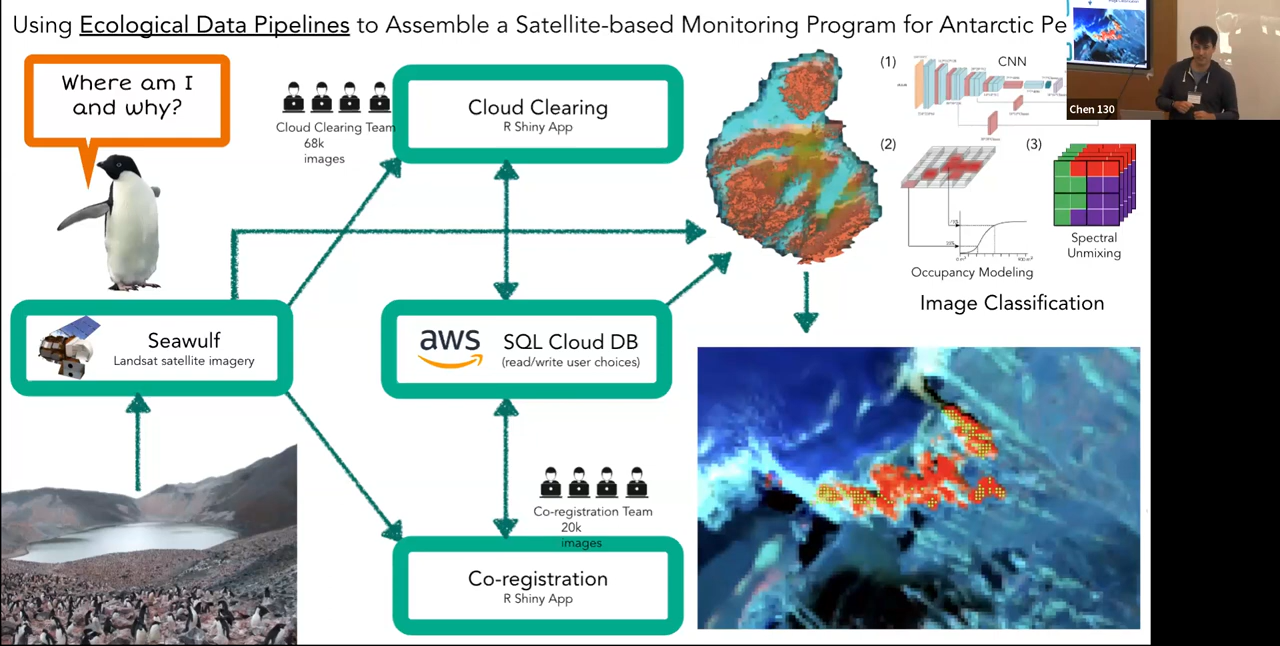 Using Ecological Data Pipelines to Assemble a Satellite-based Monitoring Program for Antarctic Pe
Where am I
and why?
Cloud Clearing Team
68k
images
Cloud Clearing
R Shiny App
(1)
CNN
Chen 130
(2)
(3)
Occupancy Modeling
Spectral
Unmixing
Image Classification
Seawulf
Landsat satellite imagery
aws
SQL Cloud DB
(read/write user choices)
Co-registration Team
20k
images
Co-registration
R Shiny App